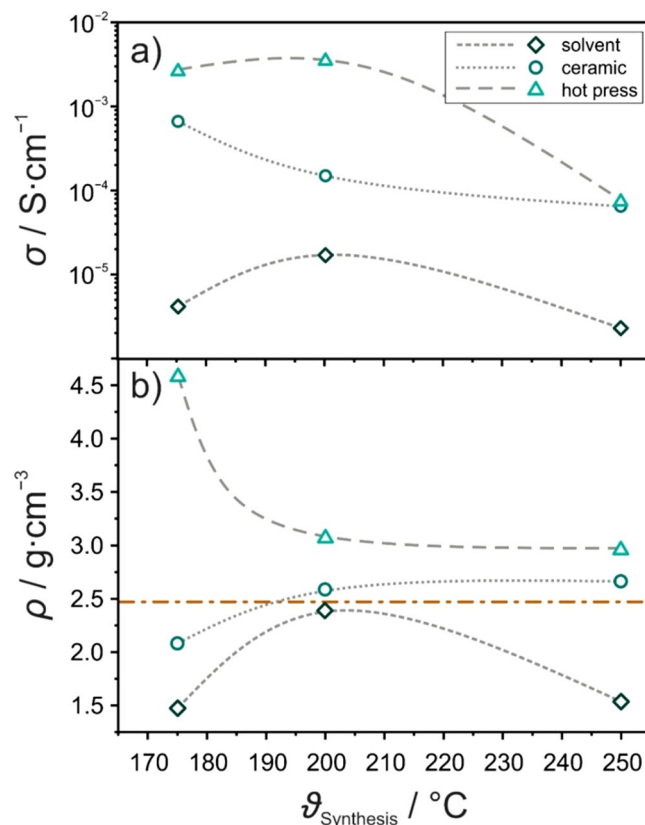 a)
solvent
ceramic
hot press
10⁻²
10⁻³
10⁻⁴
10⁻⁵
σ / S·cm⁻¹
b)
4.5
4.0
3.5
3.0
2.5
2.0
1.5
ρ / g·cm⁻³
170 180 190 200 210 220 230 240 250
ϑSynthesis / °C